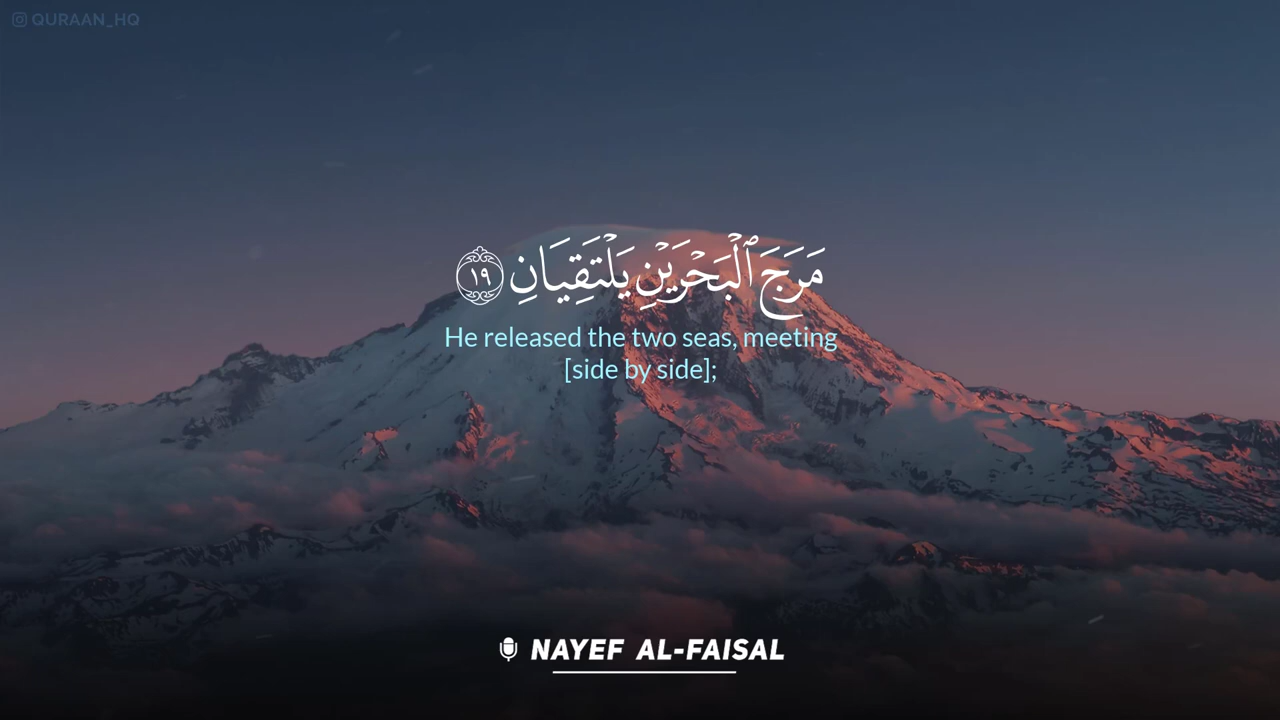 QURAAN_HQ
مَرَجَ ٱلْبَحْرَيْنِ يَلْتَقِيَانِ ١٩
He released the two seas, meeting
[side by side];
NAYEF AL-FAISAL